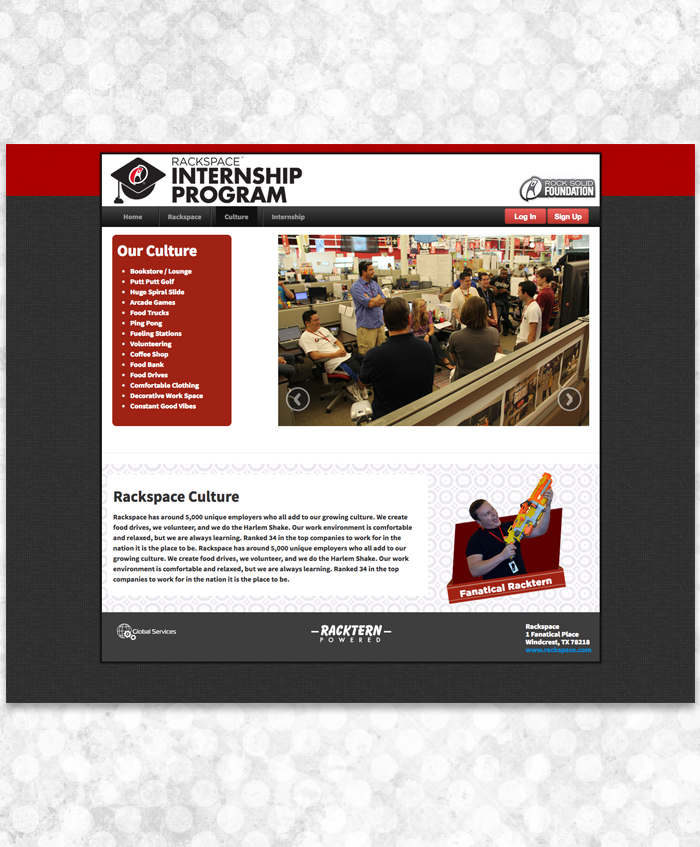 RACKSPACE
INTERNSHIP
PROGRAM
ROCK SOLID
FOUNDATION
Home Rackspace Culture Internship Log In Sign Up
Our Culture
Bookstore / Lounge
Putt Putt Golf
Huge Spiral Slide
Arcade Games
Food Trucks
Ping Pong
Fueling Stations
Volunteering
Coffee Shop
Food Bank
Food Drives
Comfortable Clothing
Decorative Work Space
Constant Good Vibes
Rackspace Culture
Rackspace has around 5,000 unique employers who all add to our growing culture. We create
food drives, we volunteer, and we do the Harlem Shake. Our work environment is comfortable
and relaxed, but we are always learning. Ranked 34 in the top companies to work for in the
nation it is the place to be. Rackspace has around 5,000 unique employers who all add to our
growing culture. We create food drives, we volunteer, and we do the Harlem Shake. Our work
environment is comfortable and relaxed, but we are always learning. Ranked 34 in the top
companies to work for in the nation it is the place to be.
Fanatical Racktern
Global Services
RACKTERN
POWERED
Rackspace
1 Fanatical Place
Windcrest, TX 78218
www.rackspace.com